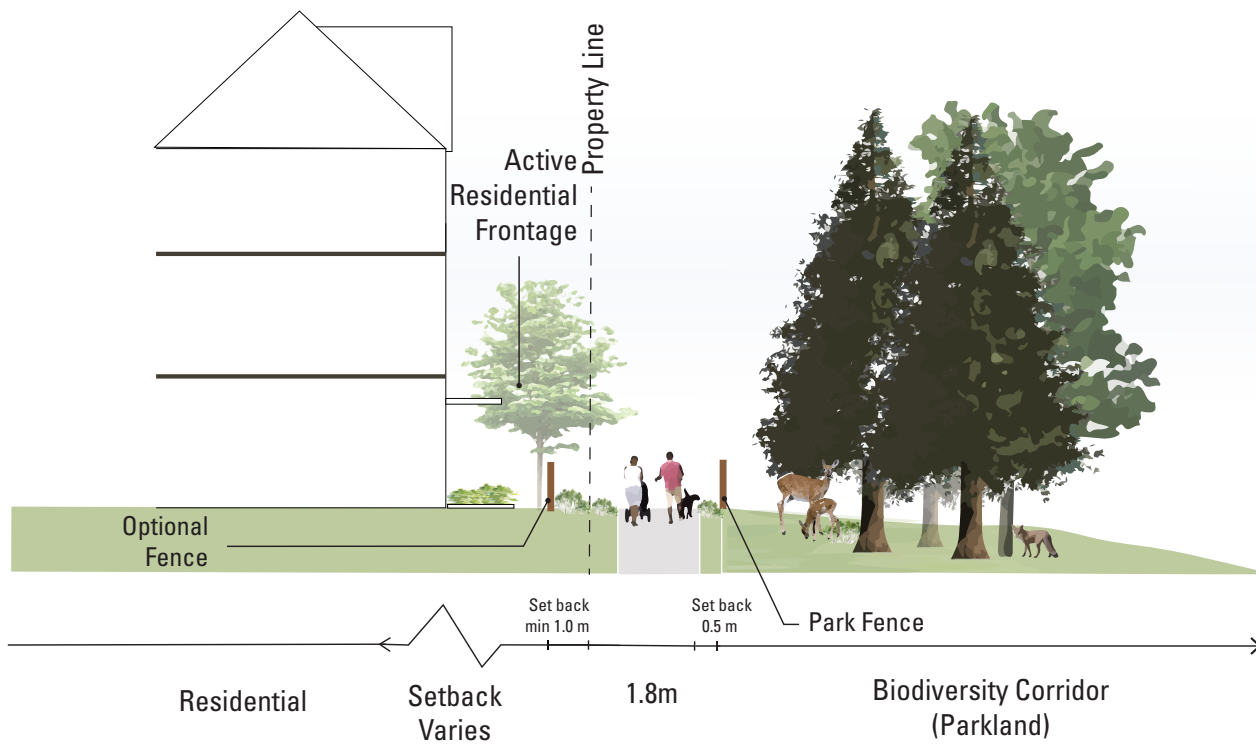 Property Line
Active
Residential
Frontage
Optional
Fence
Set back
min 1.0 m
Set back
0.5 m
Park Fence
Residential
Setback
Varies
1.8m
Biodiversity Corridor
(Parkland)